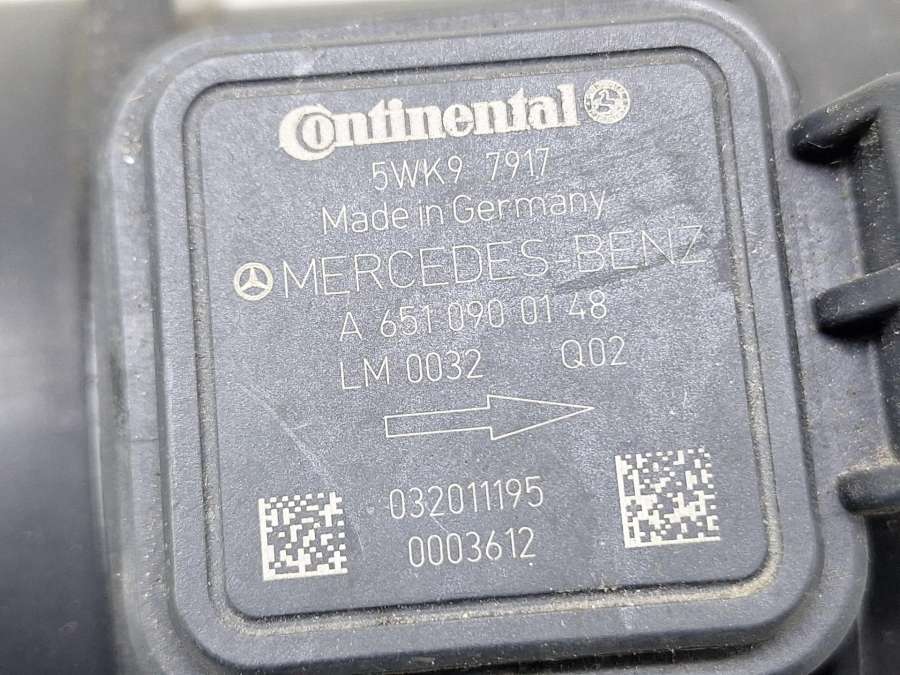 Continental
5WK9 7917
Made in Germany
MERCEDES-BENZ
A 651 090 01 48
LM 0032 Q02
032011195
0003612